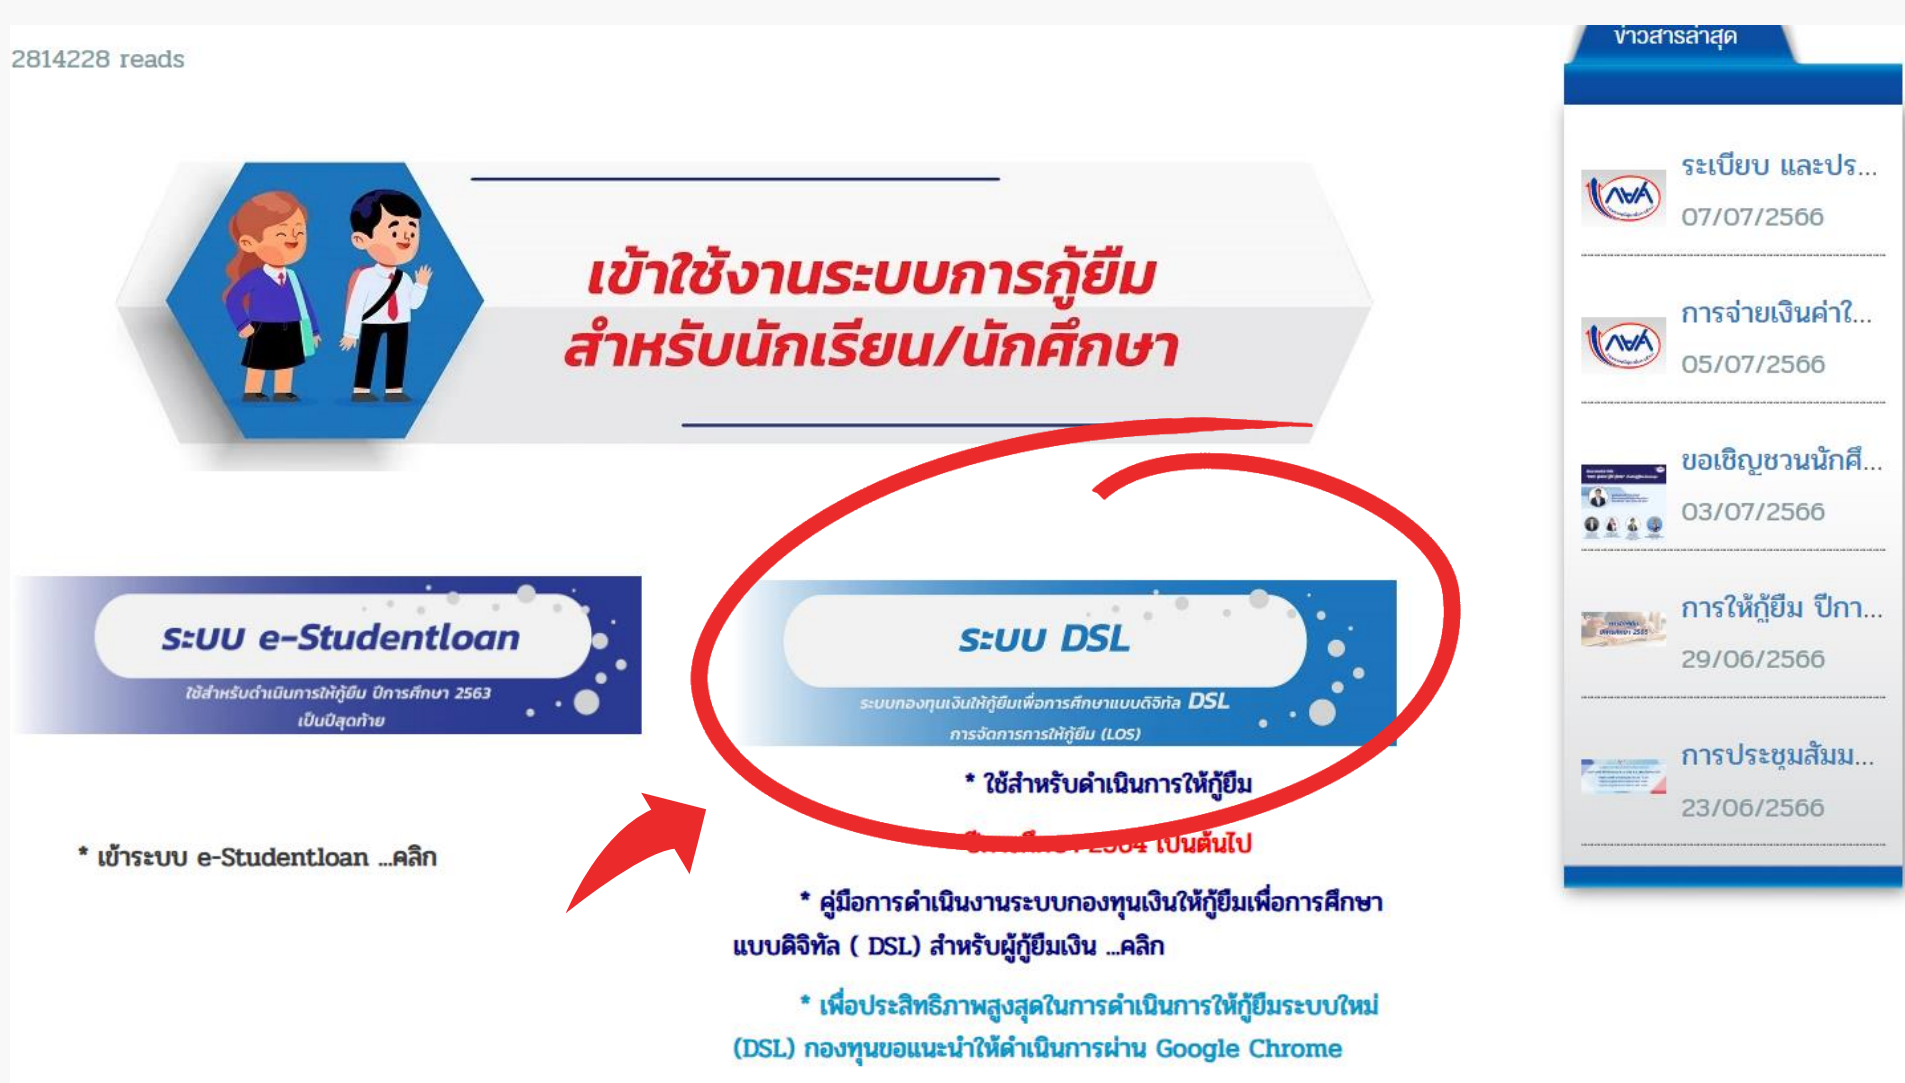 2814228 reads
เข้าใช้งานระบบการกู้ยืม
สำหรับนักเรียน/นักศึกษา
ระบบ e-Studentloan
ใช้สำหรับดำเนินการให้กู้ยืม ปีการศึกษา 2563
เป็นปีสุดท้าย
* เข้าระบบ e-Studentloan ...คลิก
ระบบ DSL
ระบบกองทุนเงินให้กู้ยืมเพื่อการศึกษาแบบดิจิทัล DSL
การจัดการการให้กู้ยืม (LOS)
* ใช้สำหรับดำเนินการให้กู้ยืม
2564 เป็นต้นไป
* คู่มือการดำเนินงานระบบกองทุนเงินให้กู้ยืมเพื่อการศึกษา
แบบดิจิทัล ( DSL) สำหรับผู้กู้ยืมเงิน ...คลิก
* เพื่อประสิทธิภาพสูงสุดในการดำเนินการให้กู้ยืมระบบใหม่
(DSL) กองทุนขอแนะนำให้ดำเนินการผ่าน Google Chrome
ข่าวสารล่าสุด
ระเบียบ และปร...
07/07/2566
การจ่ายเงินค่าใ...
05/07/2566
ขอเชิญชวนนักศึ...
03/07/2566
การให้กู้ยืม ปีกา...
29/06/2566
การประชุมสัมม...
23/06/2566